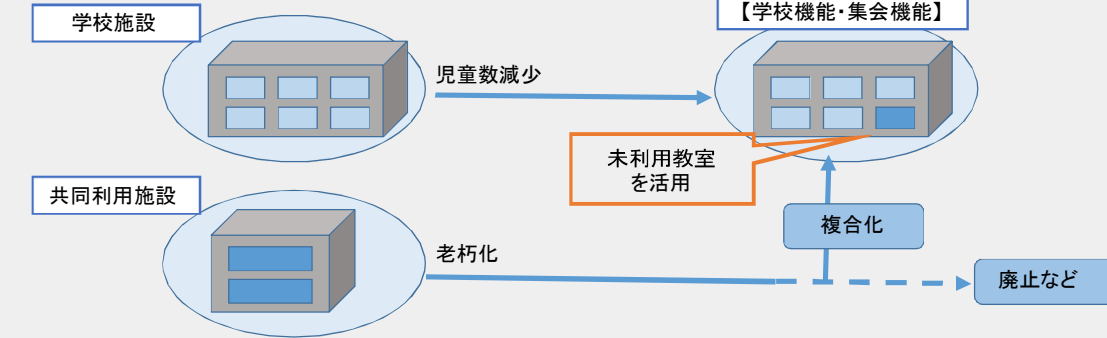 学校施設
【学校機能・集会機能】
児童数減少
未利用教室
を活用
共同利用施設
複合化
老朽化
廃止など